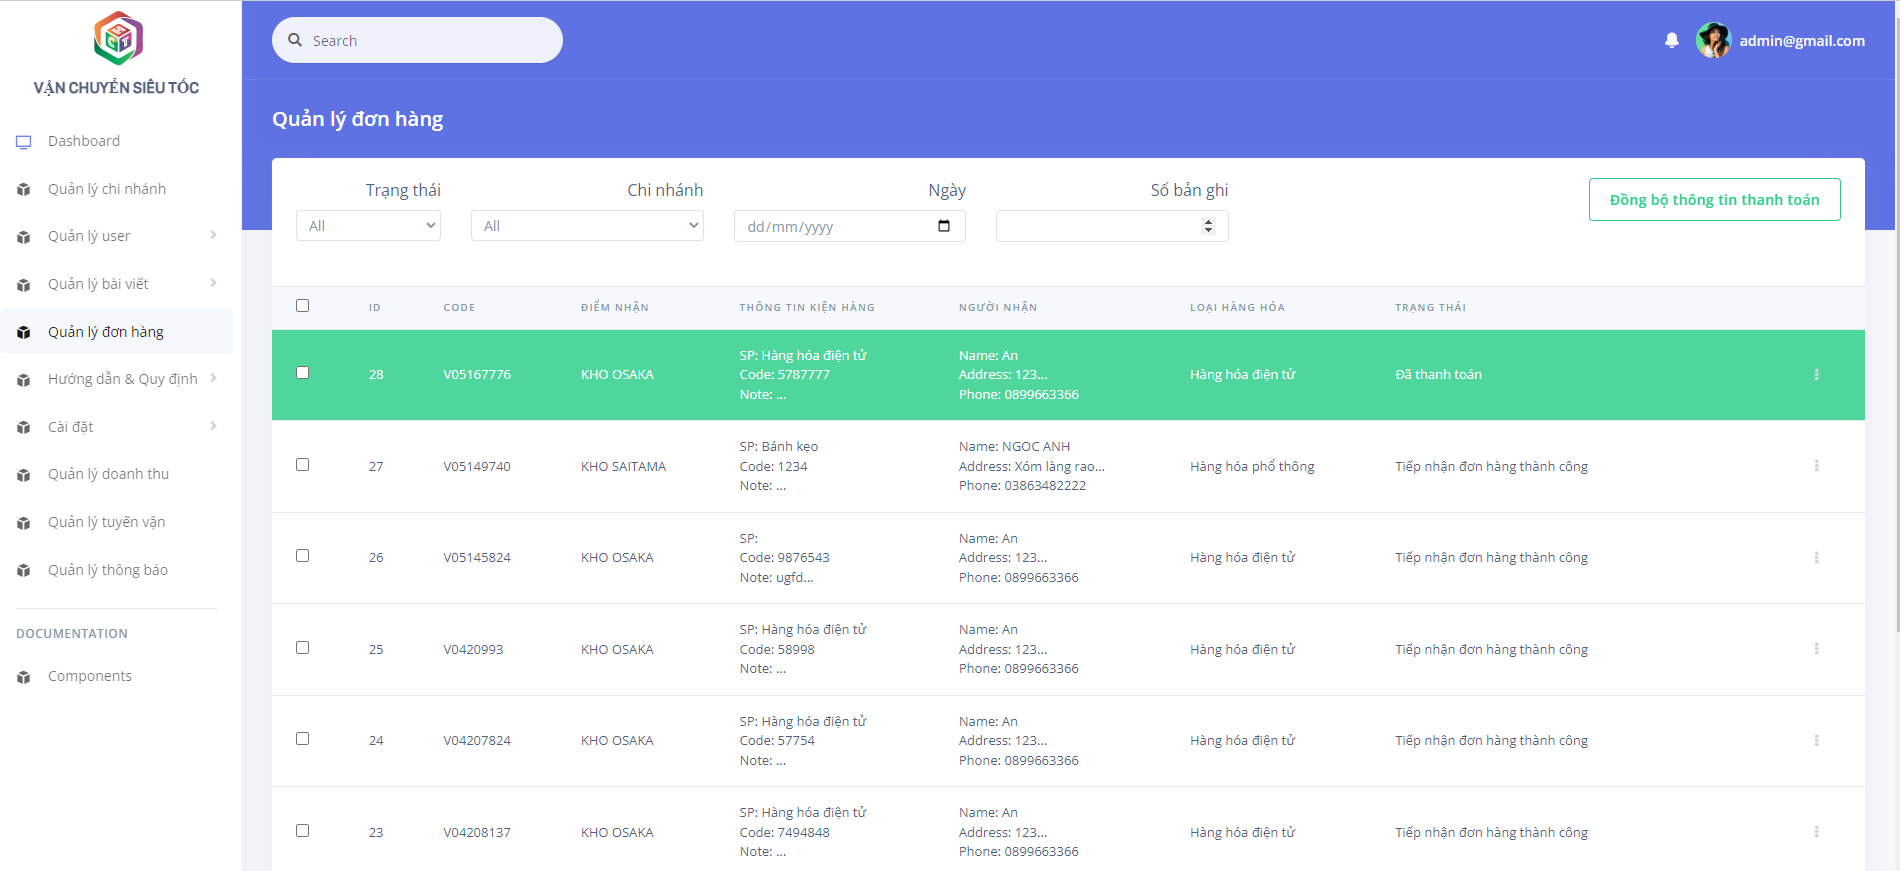 VẬN CHUYỂN SIÊU TỐC
Dashboard
Quản lý chi nhánh
Quản lý user
Quản lý bài viết
Quản lý đơn hàng
Hướng dẫn & Quy định
Cài đặt
Quản lý doanh thu
Quản lý tuyến vận
Quản lý thông báo
DOCUMENTATION
Components
Search
admin@gmail.com
Quản lý đơn hàng
Trạng thái
Chi nhánh
Ngày
Số bản ghi
All
All
dd/mm/yyyy
Đồng bộ thông tin thanh toán
ID CODE ĐIỂM NHẬN THÔNG TIN KIỆN HÀNG NGƯỜI NHẬN LOẠI HÀNG HÓA TRẠNG THÁI
28
V05167776
KHO OSAKA
SP: Hàng hóa điện tử
Code: 5787777
Note: ...
Name: An
Address: 123...
Phone: 0899663366
Hàng hóa điện tử
Đã thanh toán
27
V05149740
KHO SAITAMA
SP: Bánh kẹo
Code: 1234
Note: ...
Name: NGOC ANH
Address: Xóm làng rao...
Phone: 03863482222
Hàng hóa phổ thông
Tiếp nhận đơn hàng thành công
26
V05145824
KHO OSAKA
SP:
Code: 9876543
Note: ugfd...
Name: An
Address: 123...
Phone: 0899663366
Hàng hóa điện tử
Tiếp nhận đơn hàng thành công
25
V0420993
KHO OSAKA
SP: Hàng hóa điện tử
Code: 58998
Note: ...
Name: An
Address: 123...
Phone: 0899663366
Hàng hóa điện tử
Tiếp nhận đơn hàng thành công
24
V04207824
KHO OSAKA
SP: Hàng hóa điện tử
Code: 57754
Note: ...
Name: An
Address: 123...
Phone: 0899663366
Hàng hóa điện tử
Tiếp nhận đơn hàng thành công
23
V04208137
KHO OSAKA
SP: Hàng hóa điện tử
Code: 7494848
Note: ...
Name: An
Address: 123...
Phone: 0899663366
Hàng hóa điện tử
Tiếp nhận đơn hàng thành công